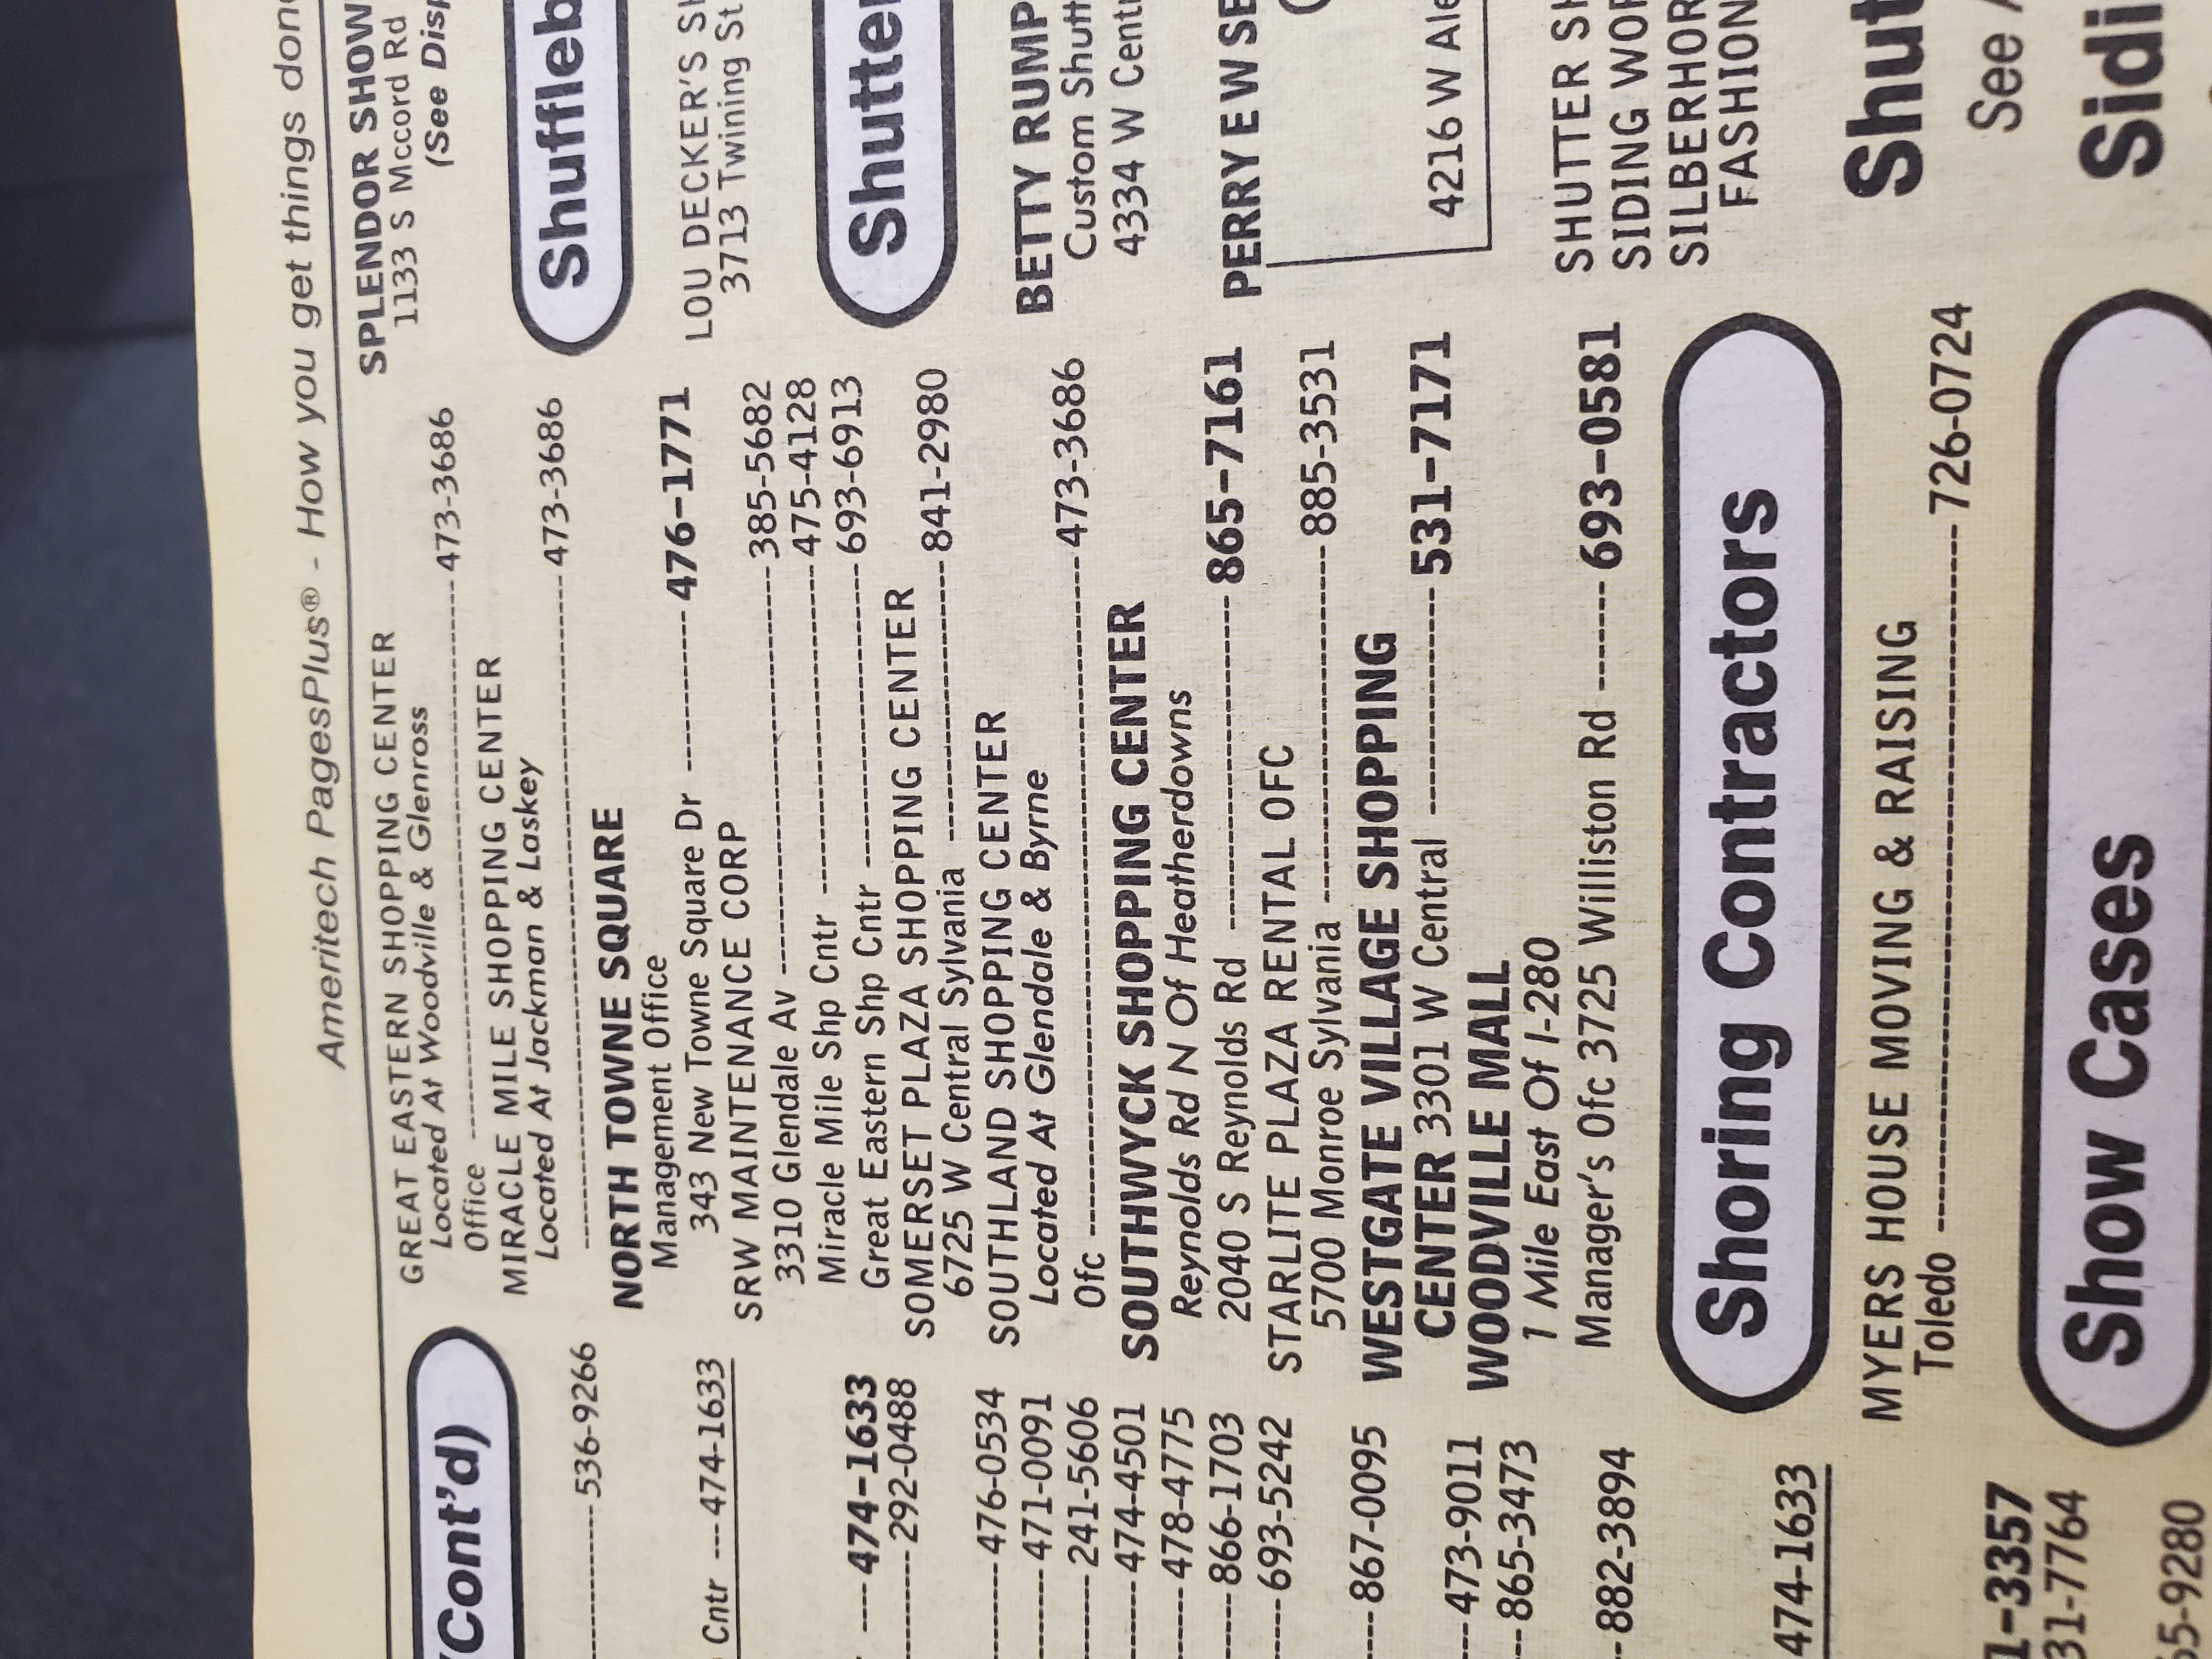 Ameritech PagesPlus® - How you get things done
(Cont'd)
536-9266
Cntr ---474-1633
474-1633
292-0488
476-0534
471-0091
241-5606
474-4501
478-4775
866-1703
693-5242
867-0095
473-9011
865-3473
882-3894
474-1633
1-3357
31-7764
65-9280
GREAT EASTERN SHOPPING CENTER
Located At Woodville & Glenross
Office 473-3686
MIRACLE MILE SHOPPING CENTER
Located At Jackman & Laskey
473-3686
NORTH TOWNE SQUARE
Management Office
343 New Towne Square Dr 476-1771
SRW MAINTENANCE CORP
3310 Glendale Av 385-5682
Miracle Mile Shp Cntr 475-4128
Great Eastern Shp Cntr 693-6913
SOMERSET PLAZA SHOPPING CENTER
6725 W Central Sylvania 841-2980
SOUTHLAND SHOPPING CENTER
Located At Glendale & Byrne
Ofc 473-3686
SOUTHWYCK SHOPPING CENTER
Reynolds Rd N Of Heatherdowns
2040 S Reynolds Rd 865-7161
STARLITE PLAZA RENTAL OFC
5700 Monroe Sylvania 885-3531
WESTGATE VILLAGE SHOPPING
CENTER 3301 W Central 531-7171
WOODVILLE MALL
1 Mile East Of I-280
Manager's Ofc 3725 Williston Rd 693-0581
Shoring Contractors
MYERS HOUSE MOVING & RAISING
Toledo 726-0724
Show Cases
SPLENDOR SHOW
1133 S Mccord Rd
(See Disp
Shuffleb
LOU DECKER'S SH
3713 Twining St
Shutter
BETTY RUMP
Custom Shutt
4334 W Centr
PERRY E W SE
4216 W Ale
SHUTTER SH
SIDING WOR
SILBERHOR
FASHION
Shut
See A
Sidi